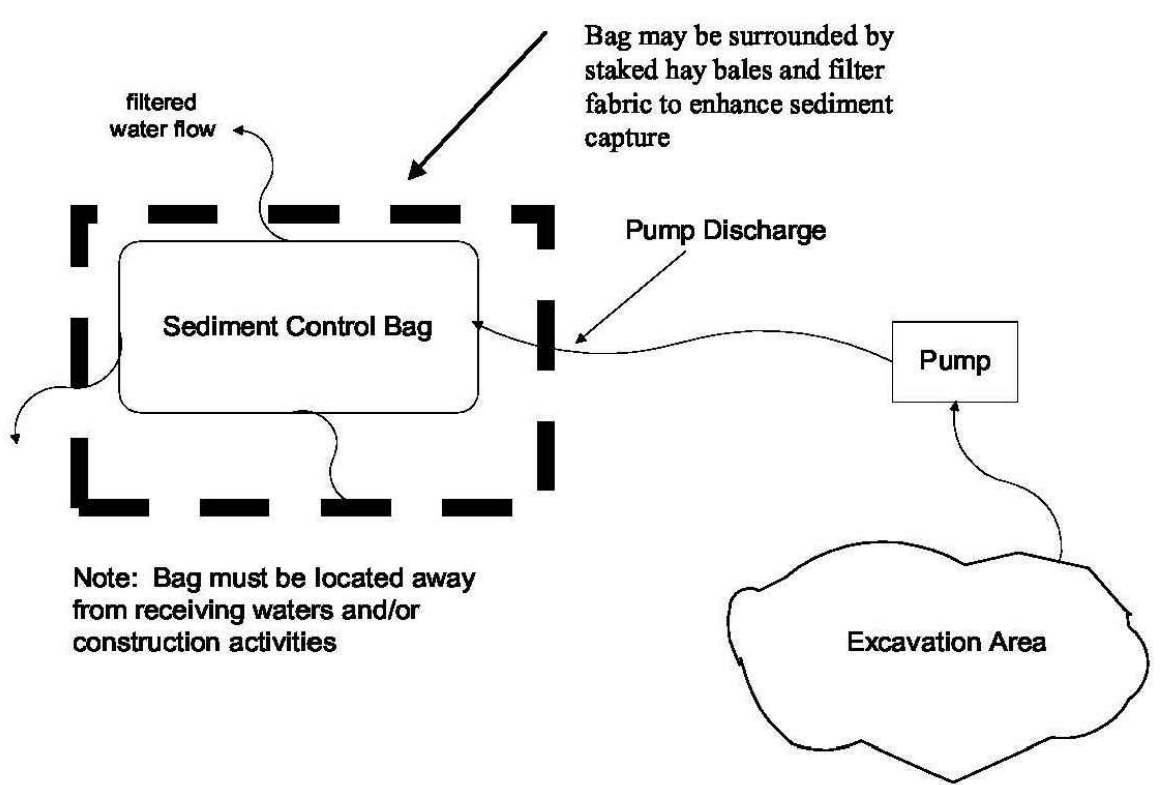 Bag may be surrounded by
staked hay bales and filter
fabric to enhance sediment
capture
filtered
water flow
Pump Discharge
Sediment Control Bag
Pump
Note:  Bag must be located away
from receiving waters and/or
construction activities
Excavation Area